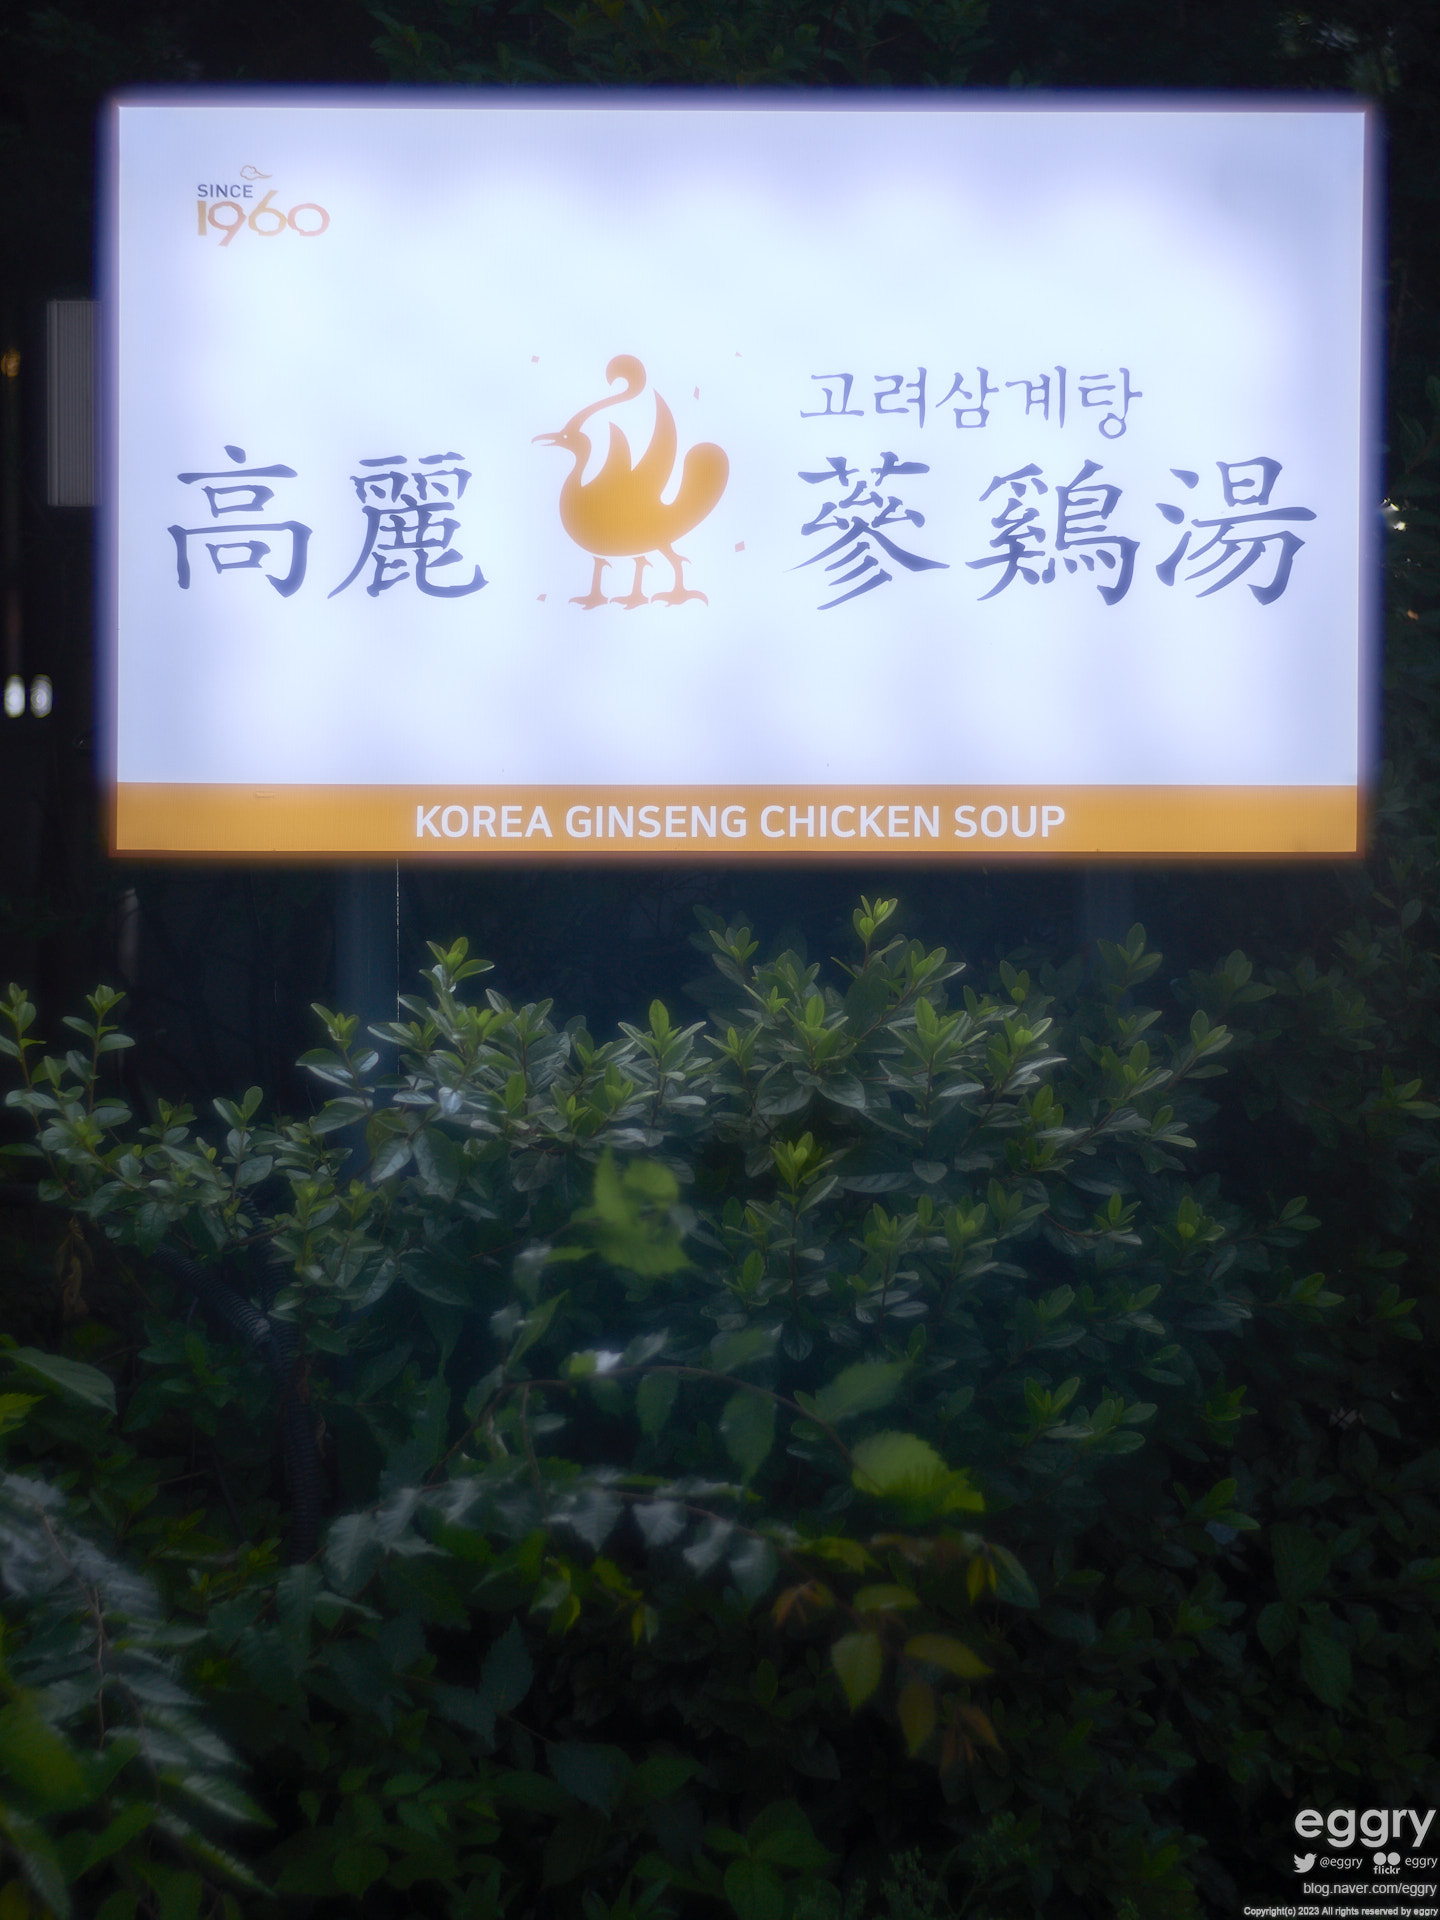 SINCE
1960
고려삼계탕
高麗 蔘鷄湯
KOREA GINSENG CHICKEN SOUP
eggry
@eggry flickr eggry
blog.naver.com/eggry
Copyright(c) 2023 All rights reserved by eggry